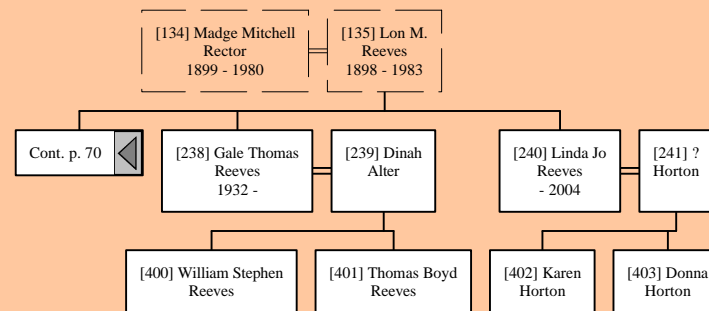 [134] Madge Mitchell
Rector
1899 - 1980
[135] Lon M.
Reeves
1898 - 1983
Cont. p. 70
[238] Gale Thomas
Reeves
1932 -
[239] Dinah
Alter
[240] Linda Jo
Reeves
- 2004
[241] ?
Horton
[400] William Stephen
Reeves
[401] Thomas Boyd
Reeves
[402] Karen
Horton
[403] Donna
Horton